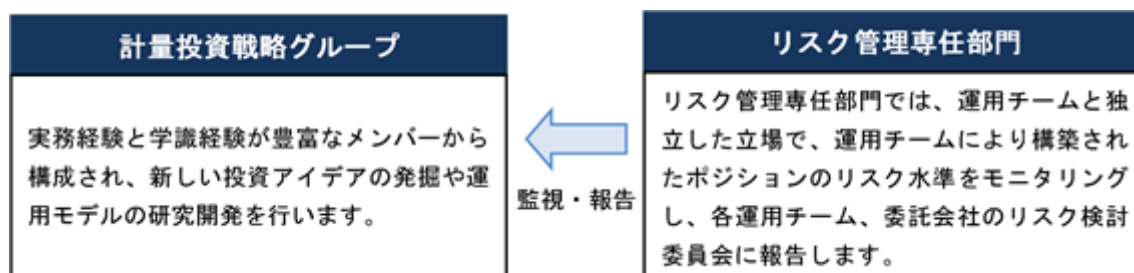 計量投資戦略グループ
実務経験と学識経験が豊富なメンバーから
構成され、新しい投資アイデアの発掘や運
用モデルの研究開発を行います。
監視・報告
リスク管理専任部門
リスク管理専任部門では、運用チームと独
立した立場で、運用チームにより構築され
たポジションのリスク水準をモニタリング
し、各運用チーム、委託会社のリスク検討
委員会に報告します。